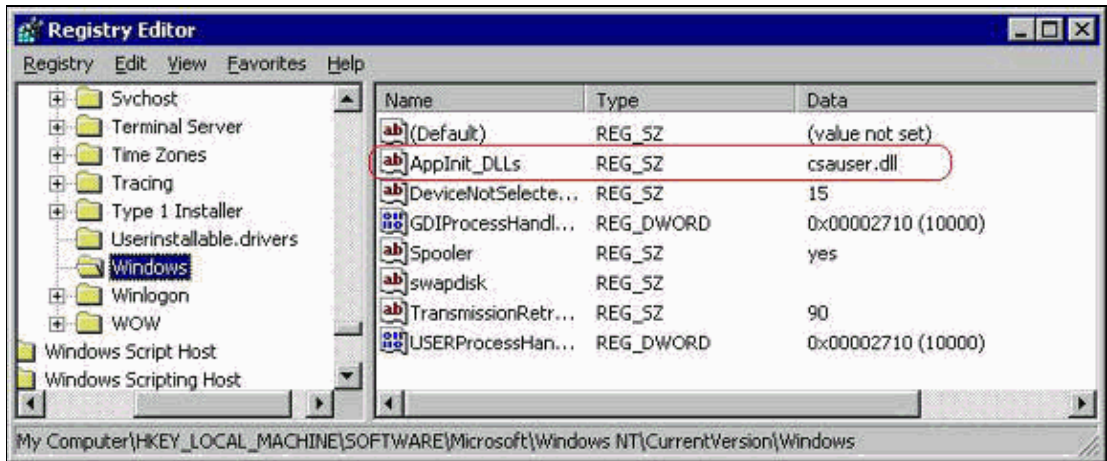 Registry Editor
Registry Edit View Favorites Help
Svchost
Terminal Server
Time Zones
Tracing
Type 1 Installer
Userinstallable.drivers
Windows
Winlogon
WOW
Windows Script Host
Windows Scripting Host
Name Type Data
(Default) REG_SZ (value not set)
AppInit_DLLs REG_SZ csauser.dll
DeviceNotSelecte... REG_SZ 15
GDIProcessHandl... REG_DWORD 0x00002710 (10000)
Spooler REG_SZ yes
swapdisk REG_SZ
TransmissionRetr... REG_SZ 90
USERProcessHan... REG_DWORD 0x00002710 (10000)
My Computer\HKEY_LOCAL_MACHINE\SOFTWARE\Microsoft\Windows NT\CurrentVersion\Windows